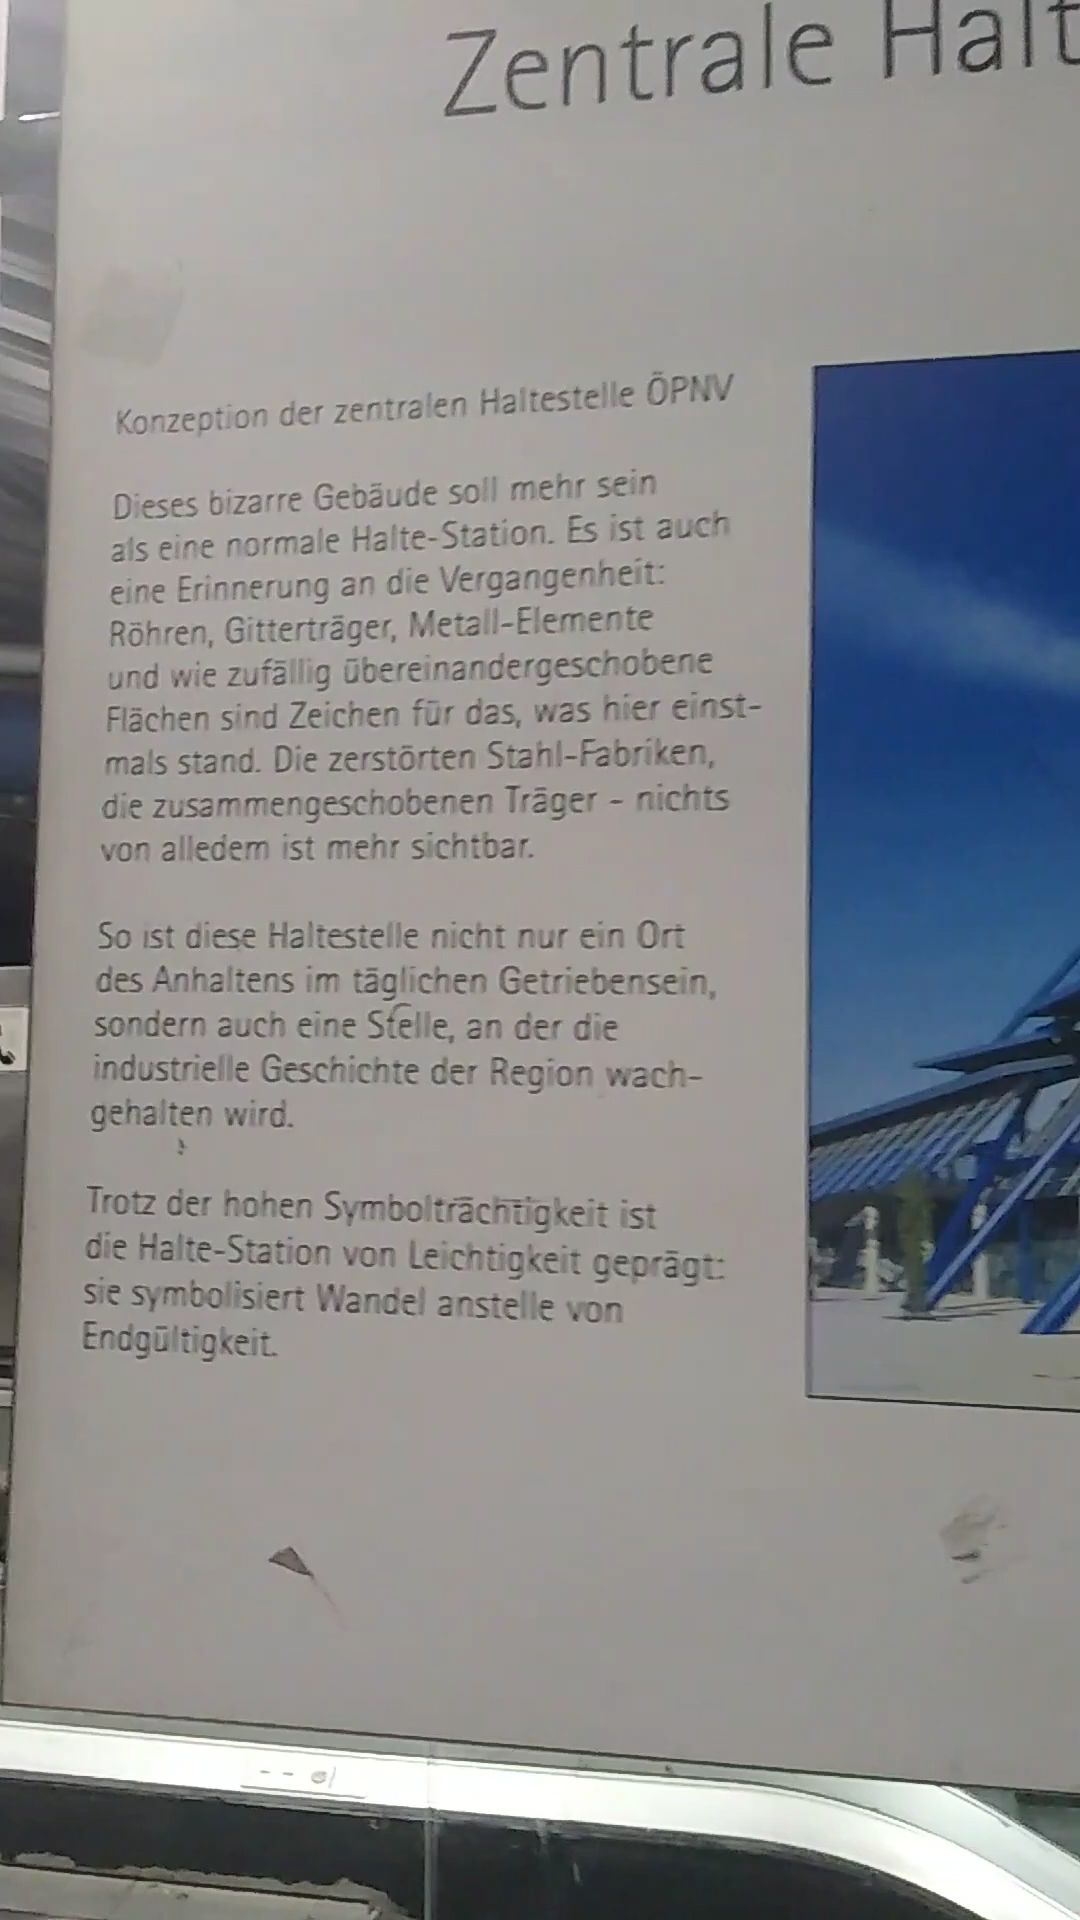 Zentrale Halt
Konzeption der zentralen Haltestelle ÖPNV
Dieses bizarre Gebäude soll mehr sein
als eine normale Halte-Station. Es ist auch
eine Erinnerung an die Vergangenheit:
Röhren, Gitterträger, Metall-Elemente
und wie zufällig übereinandergeschobene
Flächen sind Zeichen für das, was hier einst-
mals stand. Die zerstörten Stahl-Fabriken,
die zusammengeschobenen Träger - nichts
von alledem ist mehr sichtbar.
So ist diese Haltestelle nicht nur ein Ort
des Anhaltens im täglichen Getriebensein,
sondern auch eine Stelle, an der die
industrielle Geschichte der Region wach-
gehalten wird.
Trotz der hohen Symbolträchtigkeit ist
die Halte-Station von Leichtigkeit geprägt:
sie symbolisiert Wandel anstelle von
Endgültigkeit.